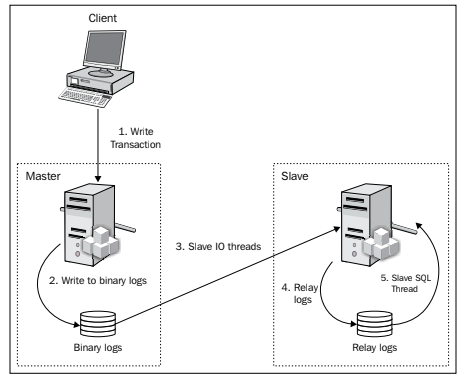 Client
1. Write
Transaction
Master
Slave
3. Slave IO threads
2. Write to binary logs
4. Relay
logs
5. Slave SQL
Thread
Binary logs
Relay logs